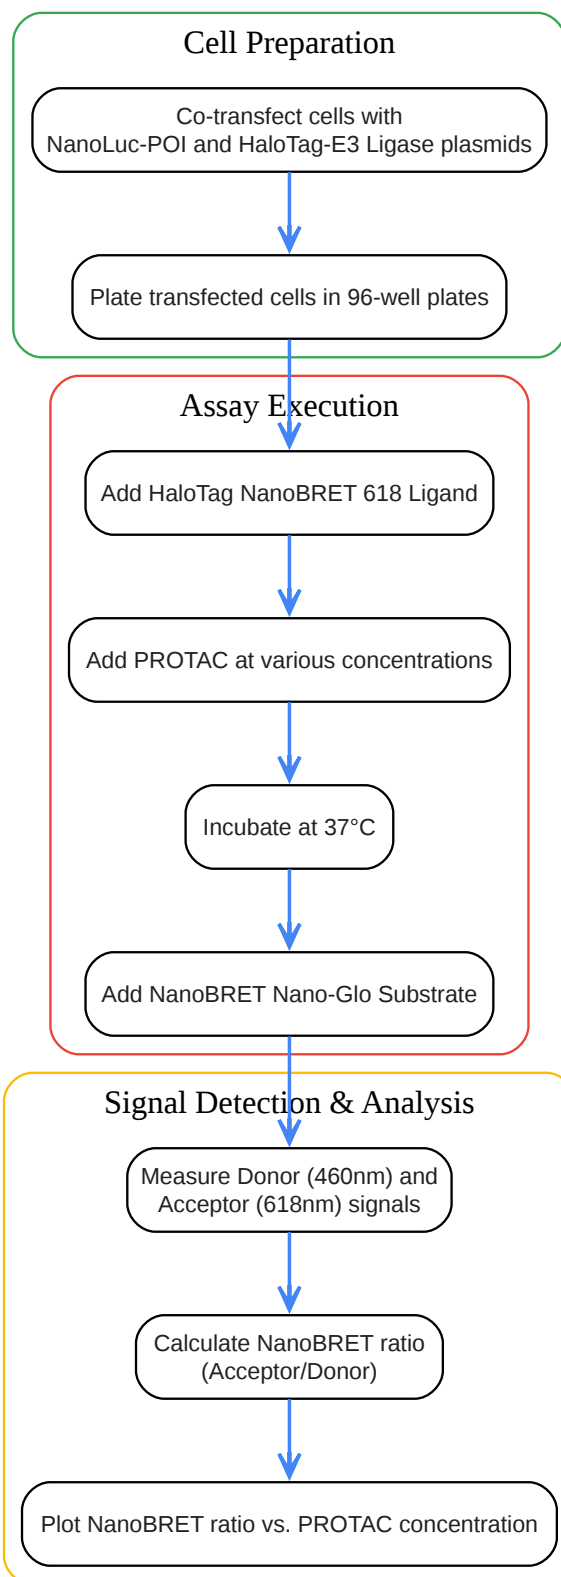 Cell Preparation
Co-transfect cells with
NanoLuc-POI and HaloTag-E3 Ligase plasmids
Plate transfected cells in 96-well plates
Assay Execution
Add HaloTag NanoBRET 618 Ligand
Add PROTAC at various concentrations
Incubate at 37°C
Add NanoBRET Nano-Glo Substrate
Signal Detection & Analysis
Measure Donor (460nm) and
Acceptor (618nm) signals
Calculate NanoBRET ratio
(Acceptor/Donor)
Plot NanoBRET ratio vs. PROTAC concentration